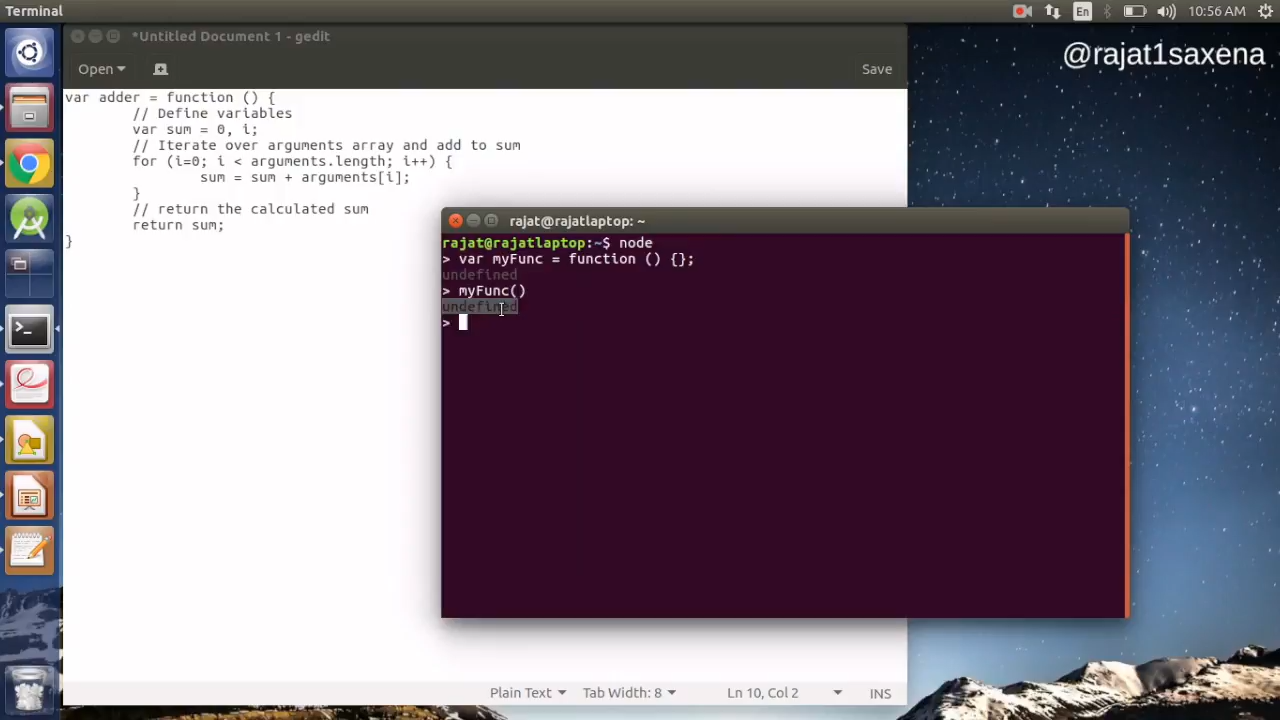 Terminal
En
10:56 AM
*Untitled Document 1 - gedit
@rajat1saxena
Open
Save
var adder = function () {
// Define variables
var sum = 0, i;
// Iterate over arguments array and add to sum
for (i=0; i < arguments.length; i++) {
sum = sum + arguments[i];
}
// return the calculated sum
return sum;
}
rajat@rajatlaptop: ~
rajat@rajatlaptop:~$ node
> var myFunc = function () {};
undefined
> myFunc()
undefined
>
Plain Text
Tab Width: 8
Ln 10, Col 2
INS